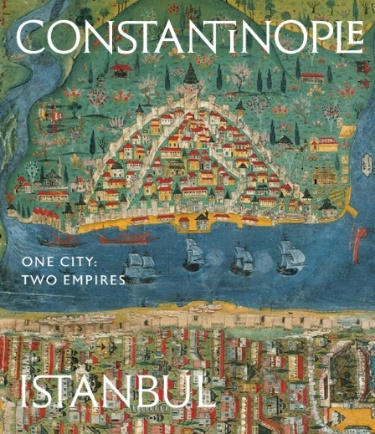 CONSTANTINOPLE
ONE CITY:
TWO EMPIRES
ISTANBUL